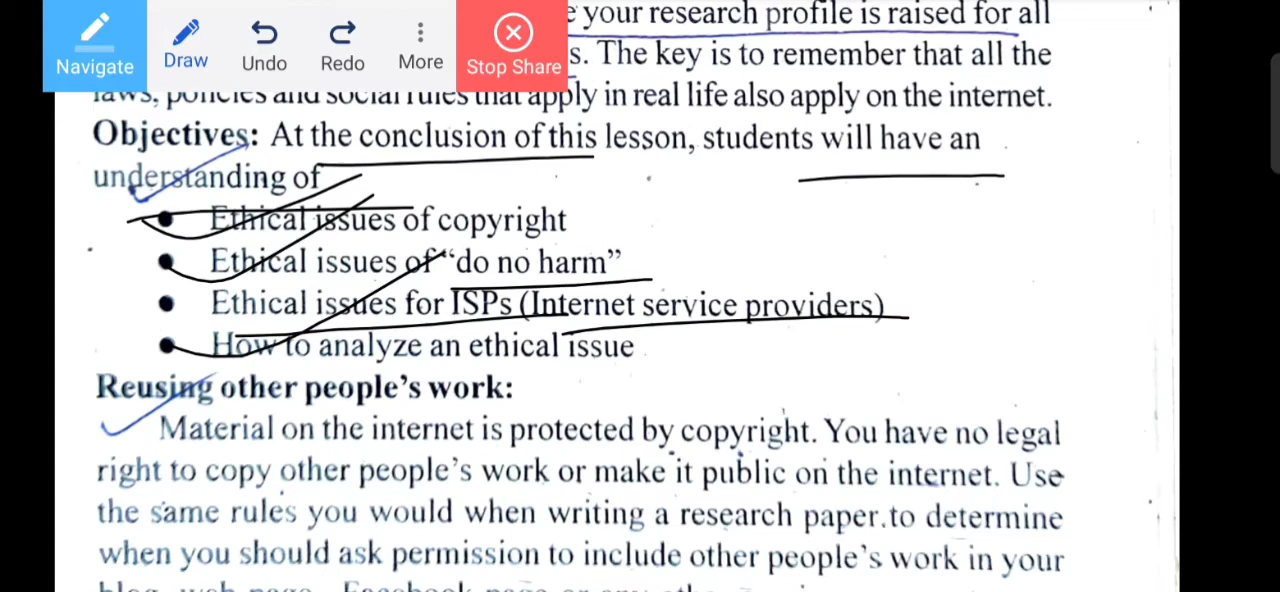 Navigate
Draw
Undo
Redo
More
Stop Share
your research profile is raised for all
s. The key is to remember that all the
laws, policies and social rules that apply in real life also apply on the internet.
Objectives: At the conclusion of this lesson, students will have an
understanding of
• Ethical issues of copyright
• Ethical issues of “do no harm”
• Ethical issues for ISPs (Internet service providers)
• How to analyze an ethical issue
Reusing other people’s work:
Material on the internet is protected by copyright. You have no legal
right to copy other people’s work or make it public on the internet. Use
the same rules you would when writing a research paper.to determine
when you should ask permission to include other people’s work in your